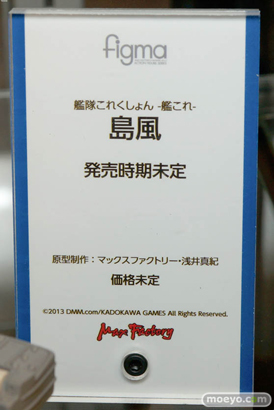 figma
艦隊これくしょん -艦これ-
島風
発売時期未定
原型制作：マックスファクトリー・浅井真紀
価格未定
©2013 DMM.com/KADOKAWA GAMES All Rights Reserved.
Max Factory
moeyo.com